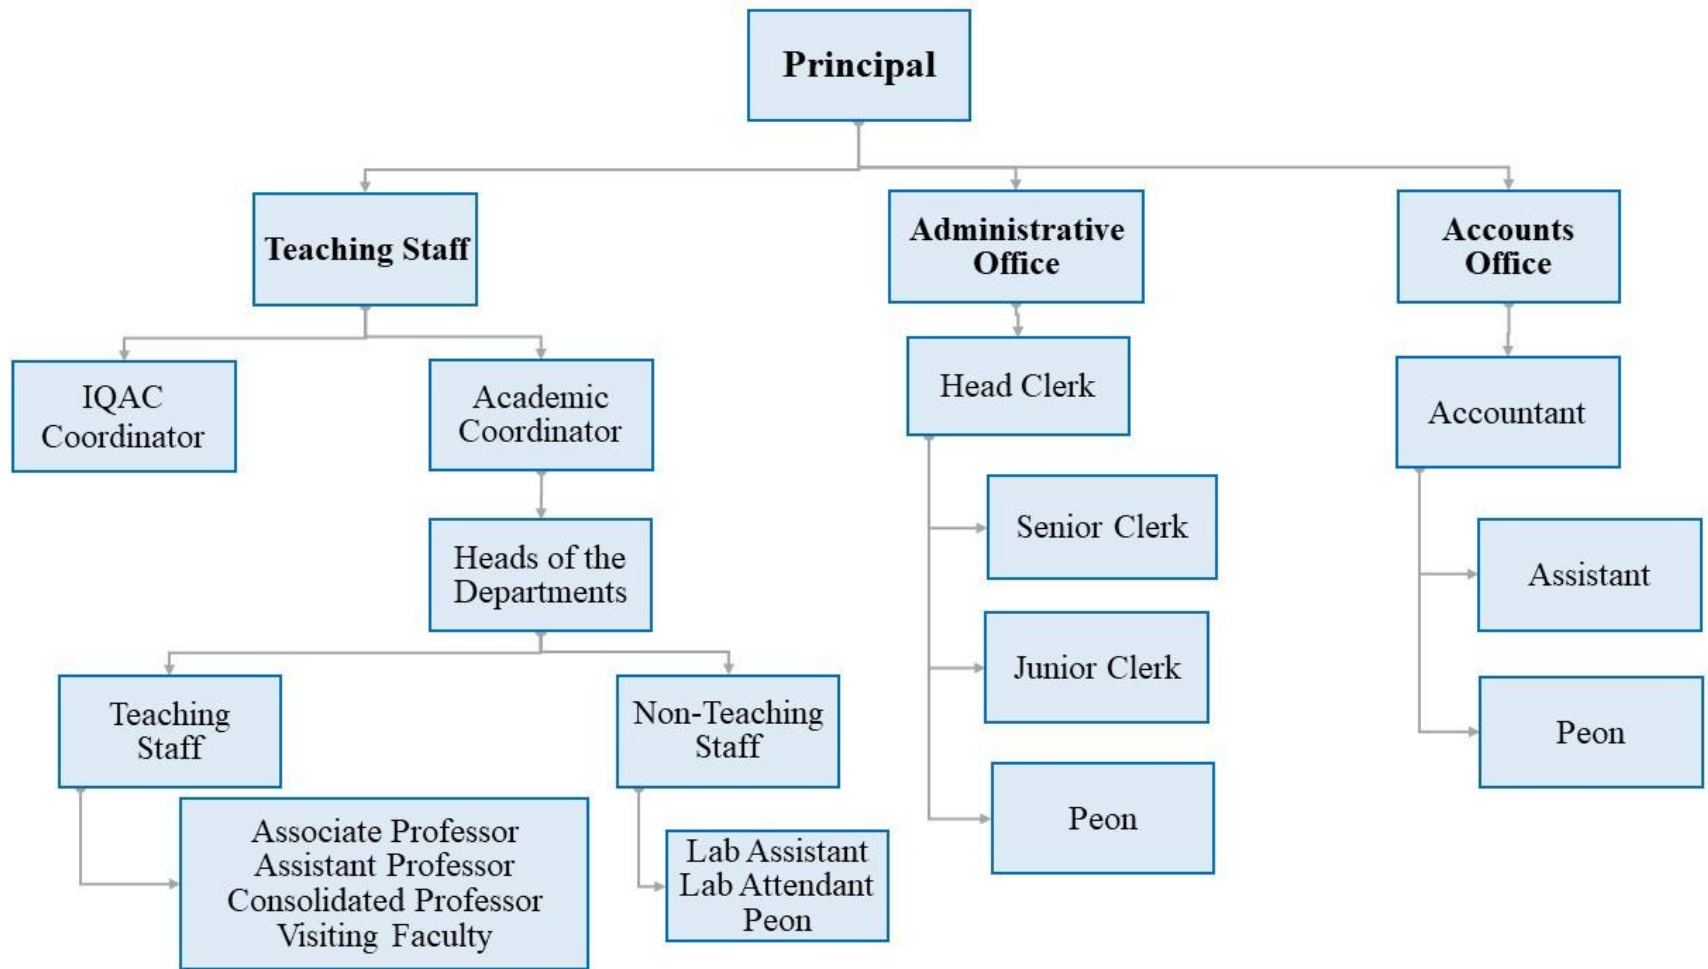 Principal
Teaching Staff
Administrative
Office
Accounts
Office
IQAC
Coordinator
Academic
Coordinator
Head Clerk
Accountant
Heads of the
Departments
Senior Clerk
Assistant
Teaching
Staff
Non-Teaching
Staff
Junior Clerk
Peon
Associate Professor
Assistant Professor
Consolidated Professor
Visiting Faculty
Lab Assistant
Lab Attendant
Peon
Peon